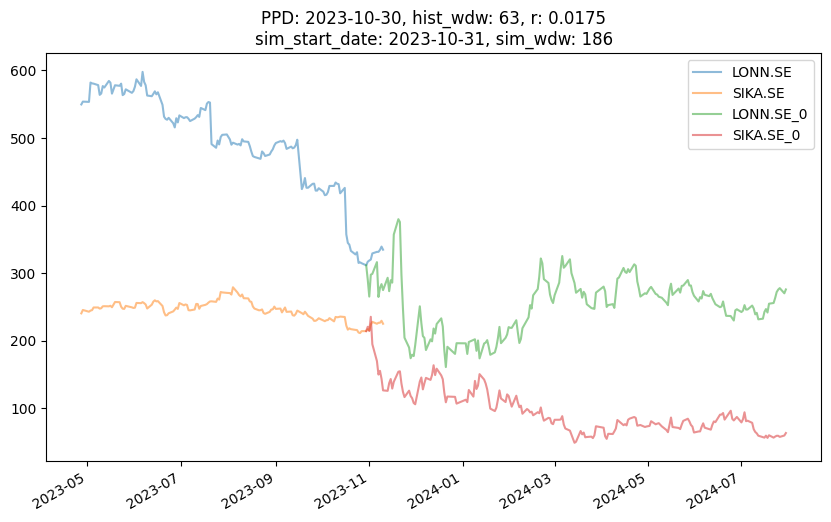 PPD: 2023-10-30, hist_wdw: 63, r: 0.0175
sim_start_date: 2023-10-31, sim_wdw: 186
LONN.SE
SIKA.SE
LONN.SE_0
SIKA.SE_0
600
500
400
300
200
100
2023-05
2023-07
2023-09
2023-11
2024-01
2024-03
2024-05
2024-07